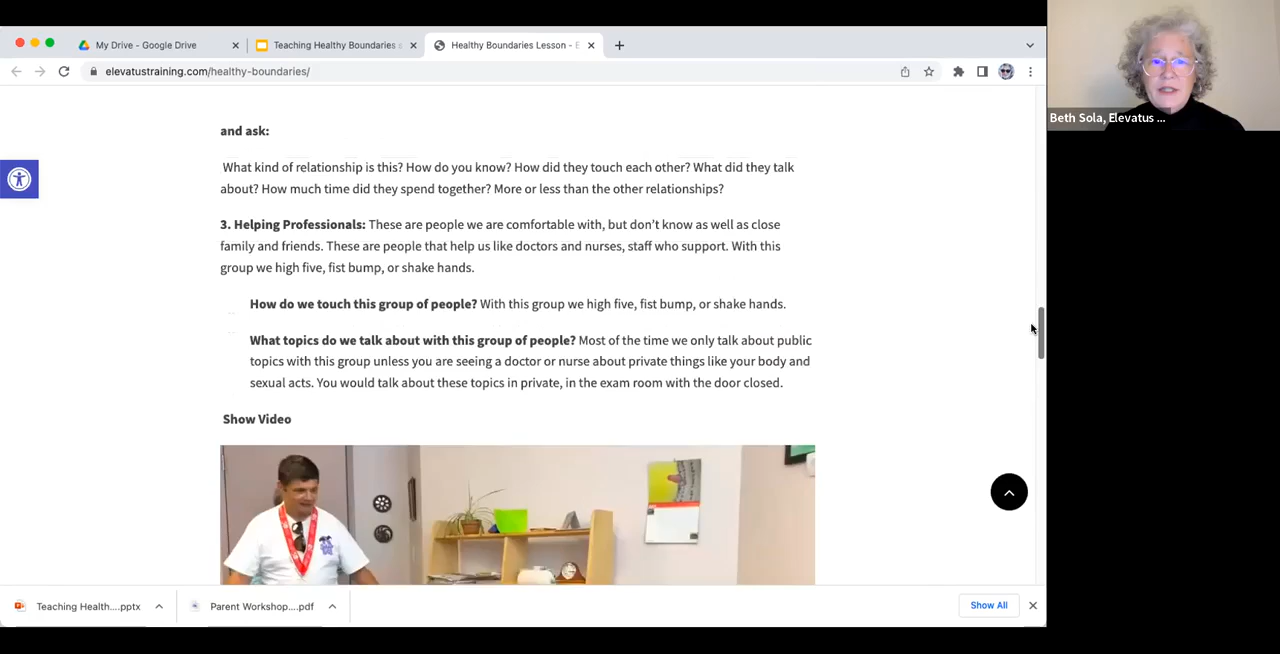 My Drive - Google Drive
Teaching Healthy Boundaries
Healthy Boundaries Lesson - E
elevatustraining.com/healthy-boundaries/
Beth Sola, Elevatus ...
and ask:
What kind of relationship is this? How do you know? How did they touch each other? What did they talk
about? How much time did they spend together? More or less than the other relationships?
3. Helping Professionals: These are people we are comfortable with, but don’t know as well as close
family and friends. These are people that help us like doctors and nurses, staff who support. With this
group we high five, fist bump, or shake hands.
How do we touch this group of people? With this group we high five, fist bump, or shake hands.
What topics do we talk about with this group of people? Most of the time we only talk about public
topics with this group unless you are seeing a doctor or nurse about private things like your body and
sexual acts. You would talk about these topics in private, in the exam room with the door closed.
Show Video
Teaching Health....pptx
Parent Workshop....pdf
Show All